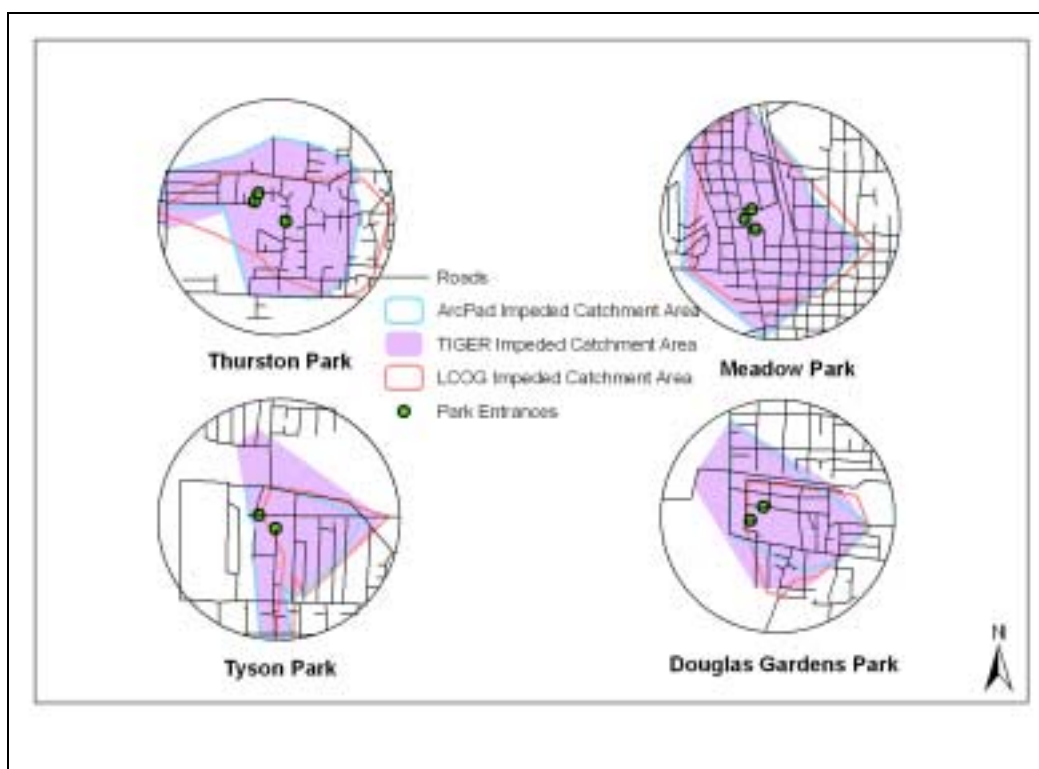 Roads
ArcPad Impeded Catchment Area
Thurston Park
TIGER Impeded Catchment Area
Meadow Park
LCOG Impeded Catchment Area
Park Entrances
N
Tyson Park
Douglas Gardens Park